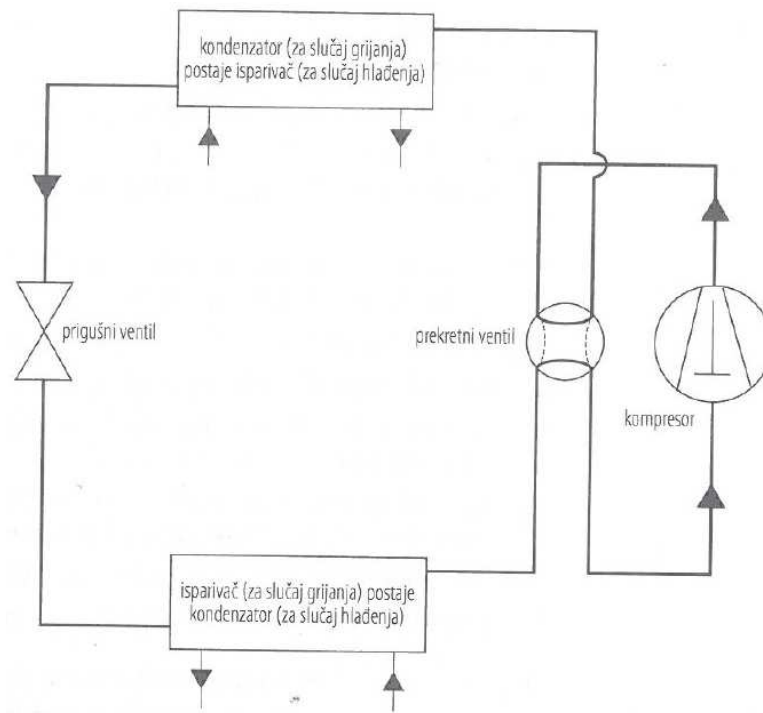 kondenzator (za slučaj grijanja)
postaje isparivač (za slučaj hlađenja)
prigušni ventil
prekretni ventil
kompresor
isparivač (za slučaj grijanja) postaje
kondenzator (za slučaj hlađenja)